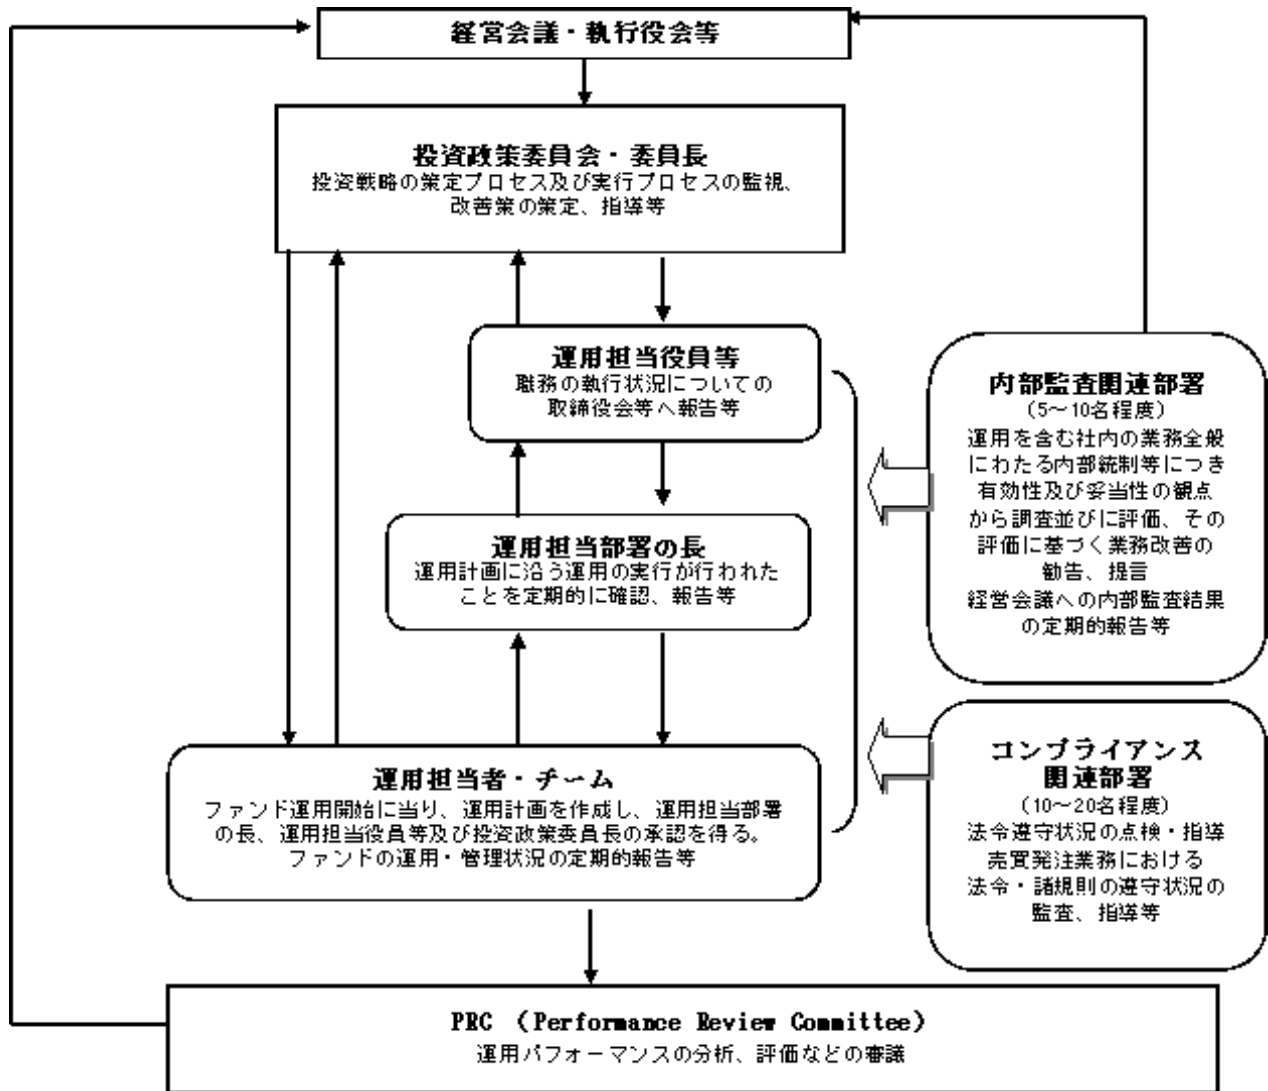 経営会議・執行役会等
投資政策委員会・委員長
投資戦略の策定プロセス及び実行プロセスの監視、
改善策の策定、指導等
運用担当役員等
職務の執行状況についての
取締役会等へ報告等
運用担当部署の長
運用計画に沿う運用の実行が行われた
ことを定期的に確認、報告等
運用担当者・チーム
ファンド運用開始に当り、運用計画を作成し、運用担当部署
の長、運用担当役員等及び投資政策委員長の承認を得る。
ファンドの運用・管理状況の定期的報告等
内部監査関連部署
(5～10名程度)
運用を含む社内の業務全般
にわたる内部統制等につき
有効性及び妥当性の観点
から調査並びに評価、その
評価に基づく業務改善の
勧告、提言
経営会議への内部監査結果
の定期的報告等
コンプライアンス
関連部署
(10～20名程度)
法令遵守状況の点検・指導
売買発注業務における
法令・諸規則の遵守状況の
監査、指導等
PRC （Performance Review Committee）
運用パフォーマンスの分析、評価などの審議